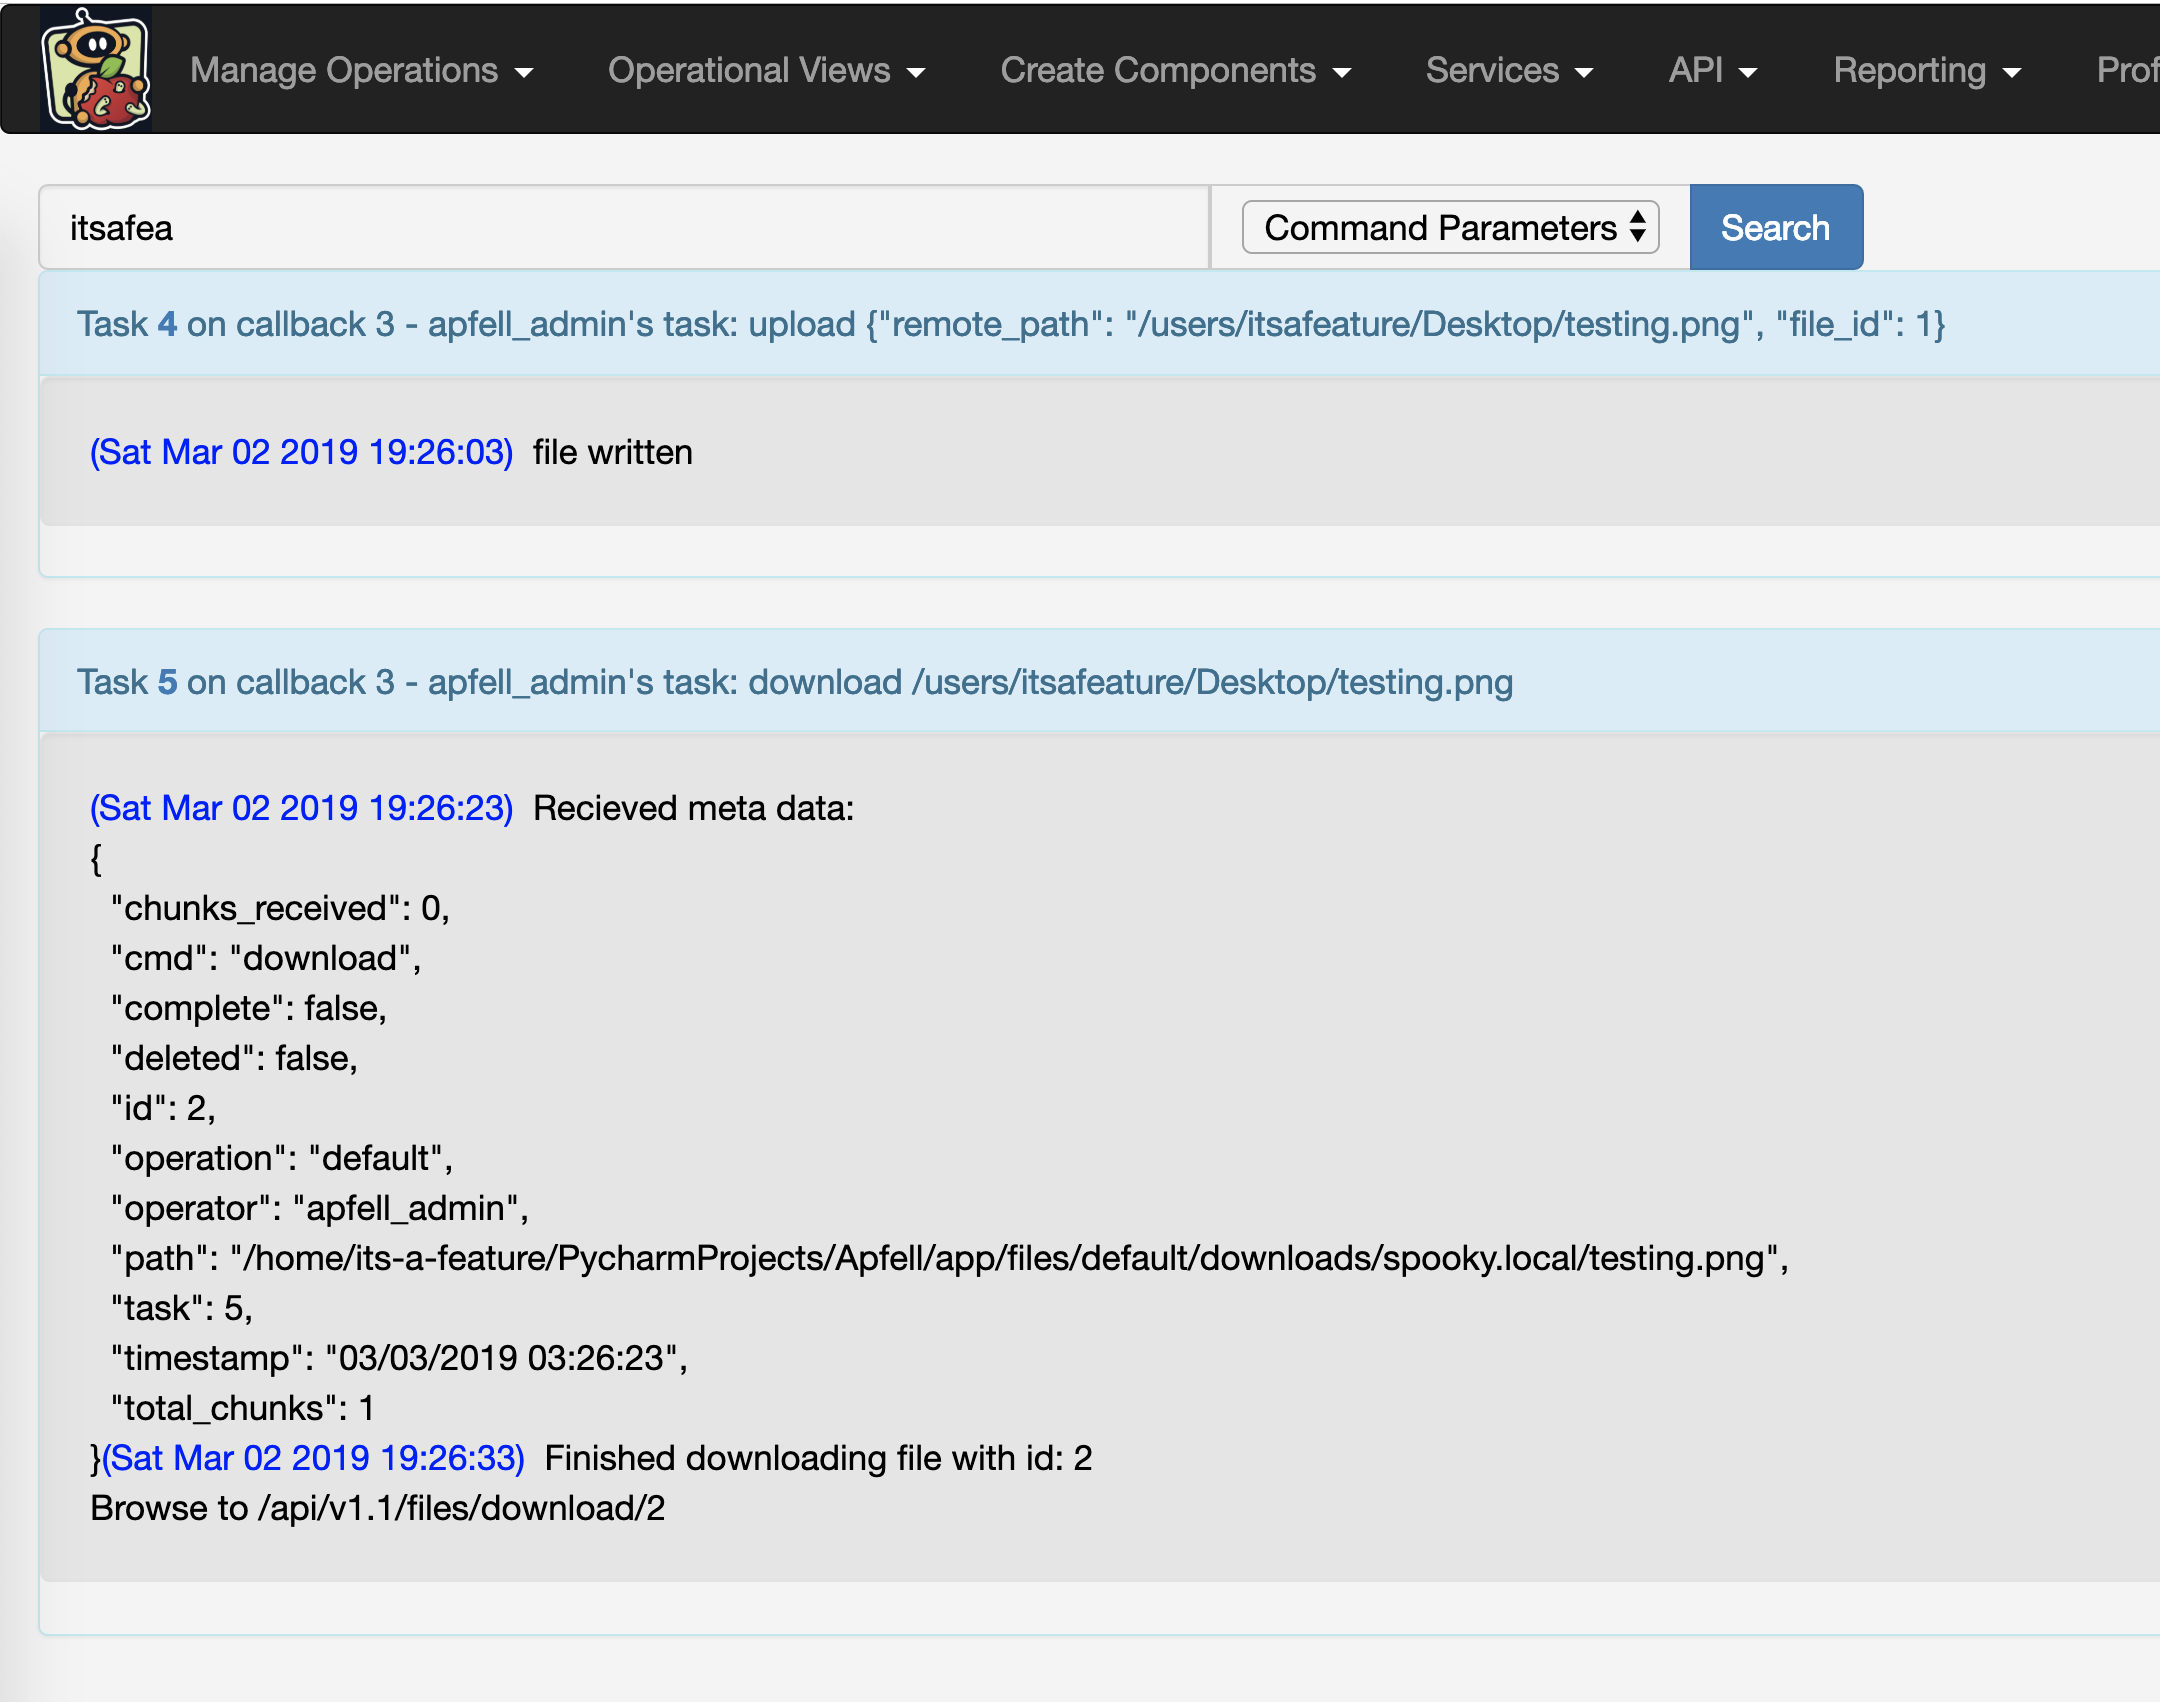 Manage Operations Operational Views Create Components Services API Reporting Prof
itsafea Command Parameters Search
Task 4 on callback 3 - apfell_admin's task: upload {"remote_path": "/users/itsafeature/Desktop/testing.png", "file_id": 1}
(Sat Mar 02 2019 19:26:03) file written
Task 5 on callback 3 - apfell_admin's task: download /users/itsafeature/Desktop/testing.png
(Sat Mar 02 2019 19:26:23) Recieved meta data:
{
"chunks_received": 0,
"cmd": "download",
"complete": false,
"deleted": false,
"id": 2,
"operation": "default",
"operator": "apfell_admin",
"path": "/home/its-a-feature/PycharmProjects/Apfell/app/files/default/downloads/spooky.local/testing.png",
"task": 5,
"timestamp": "03/03/2019 03:26:23",
"total_chunks": 1
}(Sat Mar 02 2019 19:26:33) Finished downloading file with id: 2
Browse to /api/v1.1/files/download/2